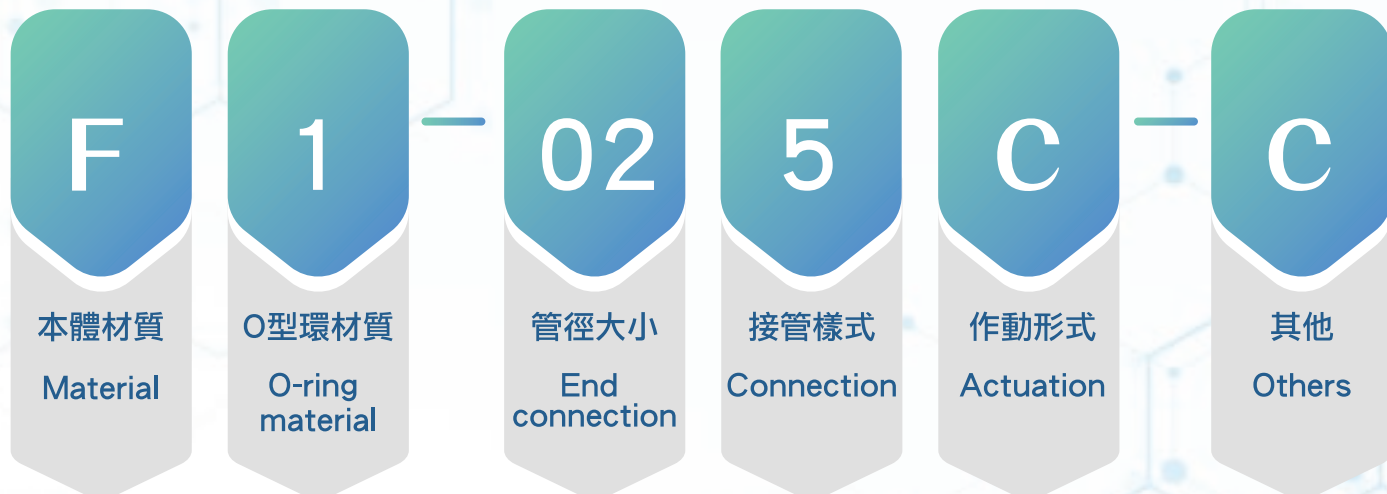 F
1
02
5
C
C
本體材質
O型環材質
管徑大小
接管樣式
作動形式
其他
Material
O-ring
material
End
connection
Connection
Actuation
Others